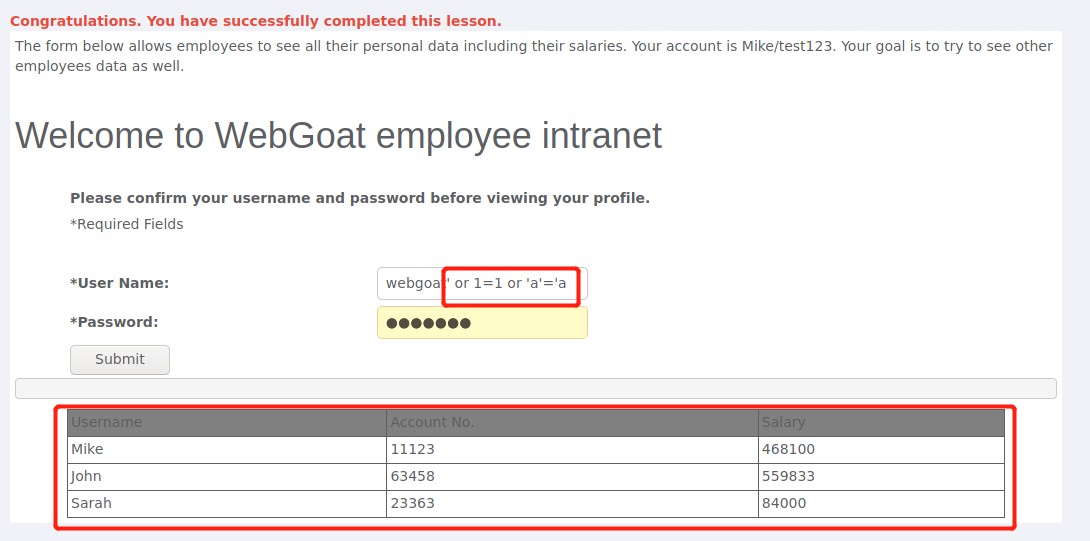 Congratulations. You have successfully completed this lesson.
The form below allows employees to see all their personal data including their salaries. Your account is Mike/test123. Your goal is to try to see other
employees data as well.
Welcome to WebGoat employee intranet
Please confirm your username and password before viewing your profile.
*Required Fields
*User Name: webgoat' or 1=1 or 'a'='a
*Password: ●●●●●●●
Submit
Username Account No. Salary
Mike 11123 468100
John 63458 559833
Sarah 23363 84000